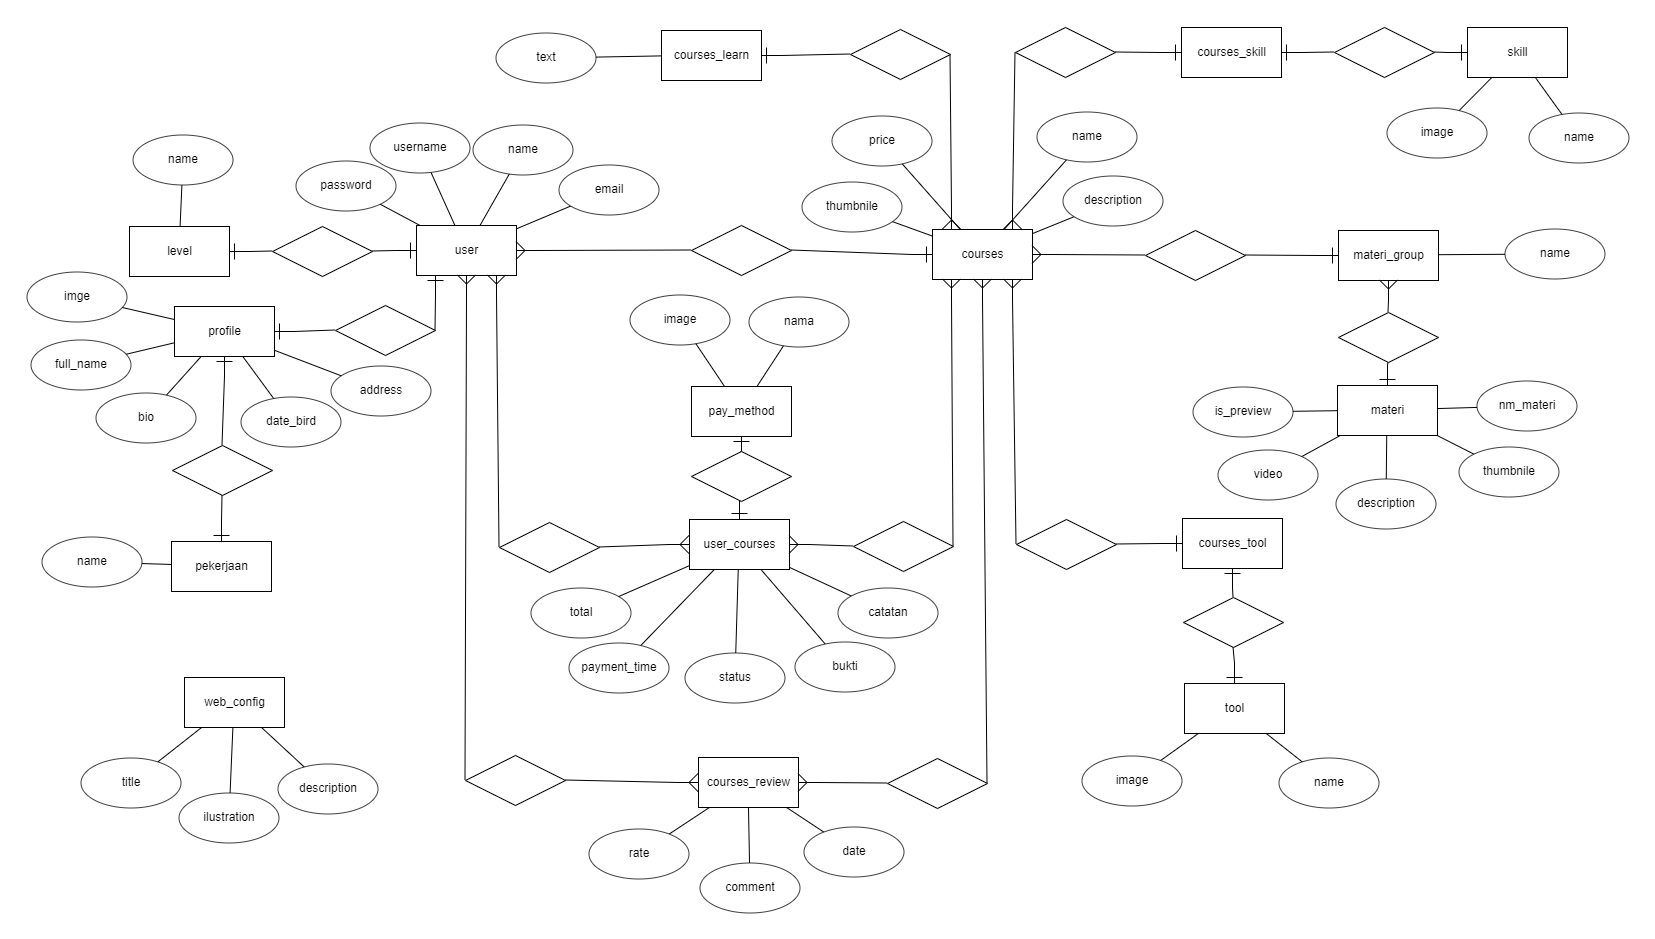 text
courses_learn
courses_skill
skill
image
name
price
name
thumbnile
description
name
username
name
password
email
level
user
courses
materi_group
name
imge
profile
full_name
bio
date_bird
address
image
nama
pay_method
is_preview
materi
nm_materi
video
thumbnile
description
name
pekerjaan
user_courses
courses_tool
total
catatan
payment_time
status
bukti
web_config
title
ilustration
description
tool
image
name
courses_review
rate
comment
date